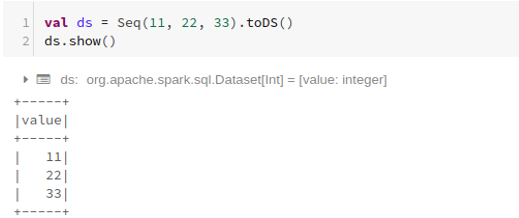 1 val ds = Seq(11, 22, 33).toDS()
2 ds.show()
ds: org.apache.spark.sql.Dataset[Int] = [value: integer]
+-----+
|value|
+-----+
|   11|
|   22|
|   33|
+-----+